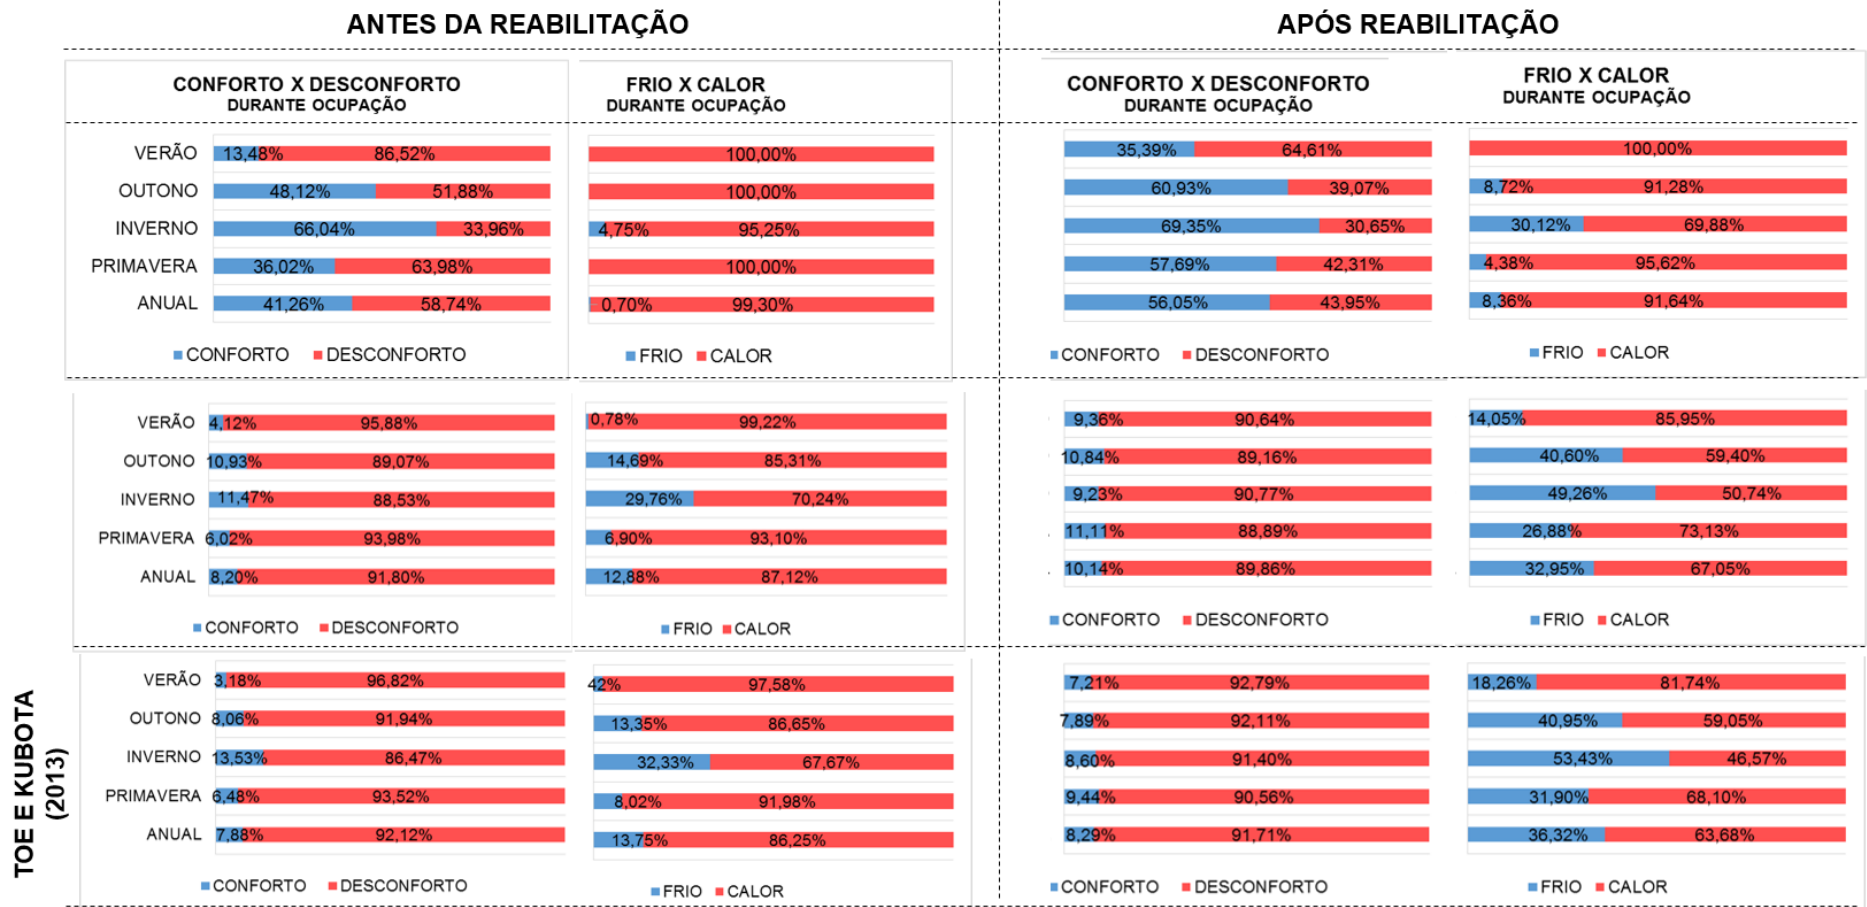 ANTES DA REABILITAÇÃO
APÓS REABILITAÇÃO
CONFORTO X DESCONFORTO
DURANTE OCUPAÇÃO
FRIO X CALOR
DURANTE OCUPAÇÃO
CONFORTO X DESCONFORTO
DURANTE OCUPAÇÃO
FRIO X CALOR
DURANTE OCUPAÇÃO
VERÃO 13,48% 86,52% 100,00% 35,39% 64,61% 100,00%
OUTONO 48,12% 51,88% 100,00% 60,93% 39,07% 8,72% 91,28%
INVERNO 66,04% 33,96% 4,75% 95,25% 69,35% 30,65% 30,12% 69,88%
PRIMAVERA 36,02% 63,98% 100,00% 57,69% 42,31% 4,38% 95,62%
ANUAL 41,26% 58,74% 0,70% 99,30% 56,05% 43,95% 8,36% 91,64%
CONFORTO DESCONFORTO FRIO CALOR CONFORTO DESCONFORTO FRIO CALOR
VERÃO 4,12% 95,88% 0,78% 99,22% 9,36% 90,64% 14,05% 85,95%
OUTONO 10,93% 89,07% 14,69% 85,31% 10,84% 89,16% 40,60% 59,40%
INVERNO 11,47% 88,53% 29,76% 70,24% 9,23% 90,77% 49,26% 50,74%
PRIMAVERA 6,02% 93,98% 6,90% 93,10% 11,11% 88,89% 26,88% 73,13%
ANUAL 8,20% 91,80% 12,88% 87,12% 10,14% 89,86% 32,95% 67,05%
CONFORTO DESCONFORTO FRIO CALOR CONFORTO DESCONFORTO FRIO CALOR
TOE E KUBOTA
(2013)
VERÃO 3,18% 96,82% 42% 97,58% 7,21% 92,79% 18,26% 81,74%
OUTONO 8,06% 91,94% 13,35% 86,65% 7,89% 92,11% 40,95% 59,05%
INVERNO 13,53% 86,47% 32,33% 67,67% 8,60% 91,40% 53,43% 46,57%
PRIMAVERA 6,48% 93,52% 8,02% 91,98% 9,44% 90,56% 31,90% 68,10%
ANUAL 7,88% 92,12% 13,75% 86,25% 8,29% 91,71% 36,32% 63,68%
CONFORTO DESCONFORTO FRIO CALOR CONFORTO DESCONFORTO FRIO CALOR